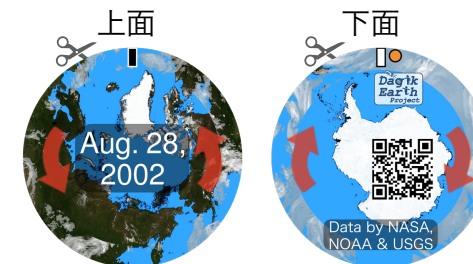 上面
下面
Aug. 28,
2002
Dagik
Earth
Project
Data by NASA,
NOAA & USGS